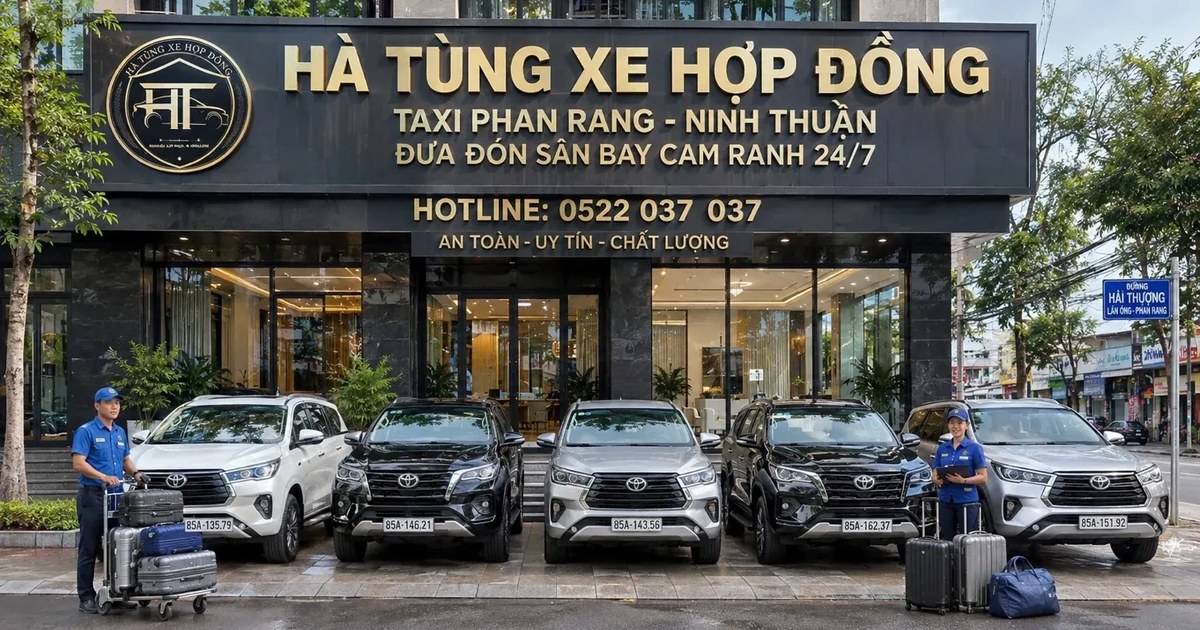 HÀ TÙNG XE HỢP ĐỒNG
HT
HÀ TÙNG XE HỢP ĐỒNG
TAXI PHAN RANG - NINH THUẬN
ĐƯA ĐÓN SÂN BAY CAM RANH 24/7
HOTLINE: 0522 037 037
AN TOÀN - UY TÍN - CHẤT LƯỢNG
ĐƯỜNG
HẢI THƯỢNG
LÃN ÔNG - PHAN RANG
85A-135.79
85A-146.21
85A-143.56
85A-162.37
85A-151.92